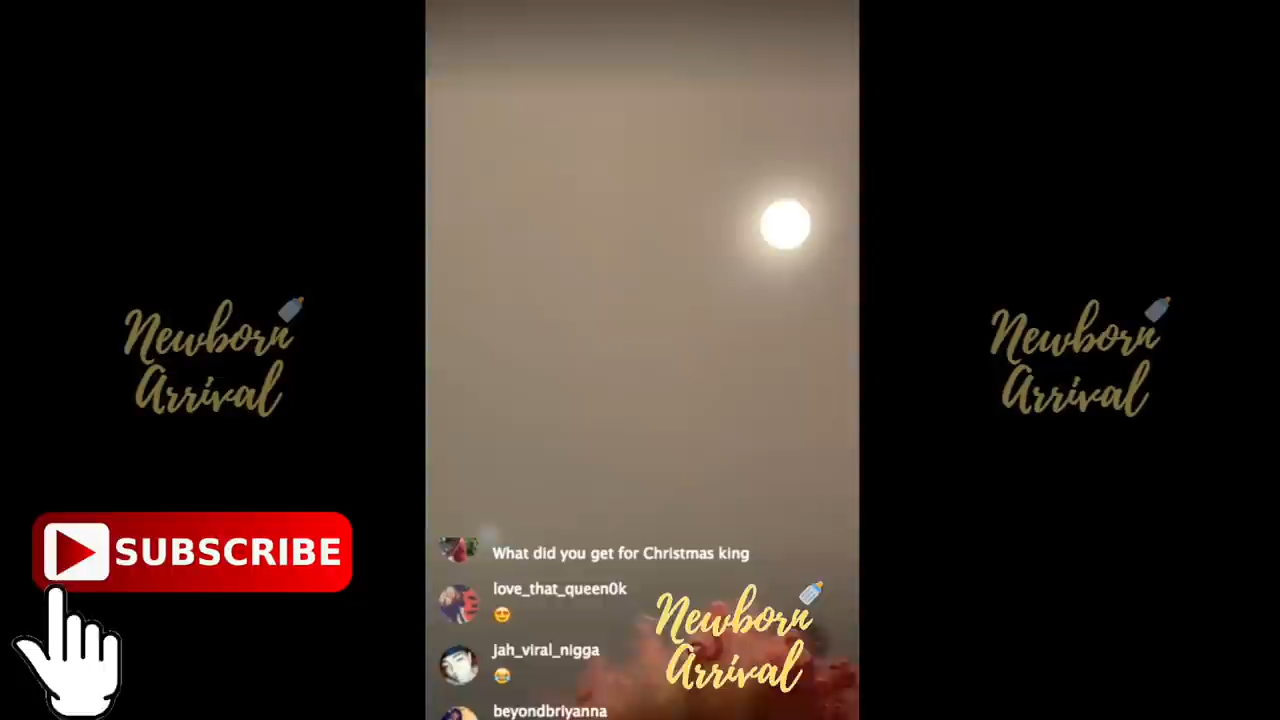 Newborn
Arrival
Newborn
Arrival
SUBSCRIBE
What did you get for Christmas king
love_that_queen0k
😍
jah_viral_nigga
😂
beyondbriyanna
Newborn
Arrival